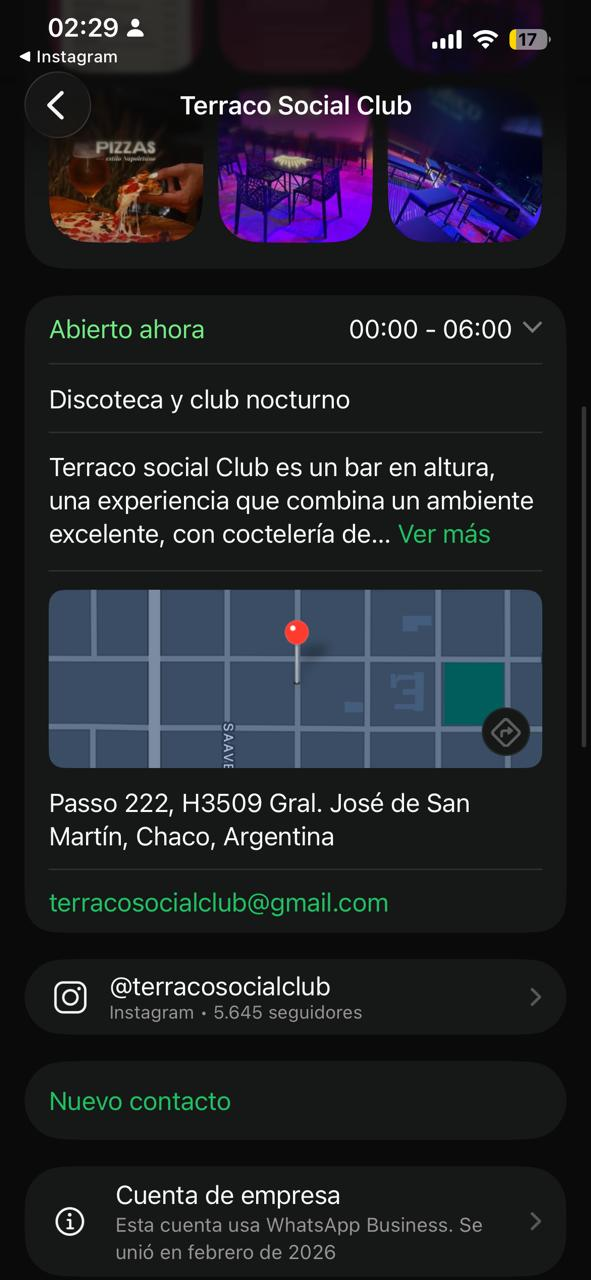 02:29
17
◀ Instagram
Terraco Social Club
PIZZAS
estilo Napolitano
Abierto ahora
00:00 - 06:00
Discoteca y club nocturno
Terraco social Club es un bar en altura,
una experiencia que combina un ambiente
excelente, con coctelería de... Ver más
SAAVE
Passo 222, H3509 Gral. José de San
Martín, Chaco, Argentina
terracosocialclub@gmail.com
@terracosocialclub
Instagram • 5.645 seguidores
Nuevo contacto
Cuenta de empresa
Esta cuenta usa WhatsApp Business. Se
unió en febrero de 2026